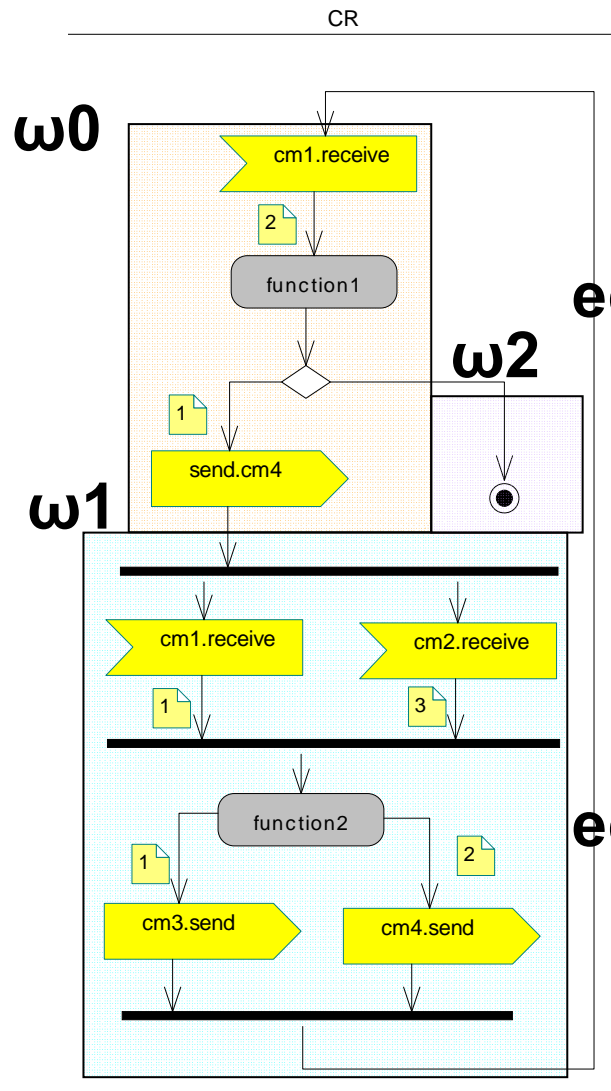 CR
ω0
cm1.receive
2
function1
ω2
1
send.cm4
ω1
cm1.receive
cm2.receive
1
3
function2
1
2
cm3.send
cm4.send